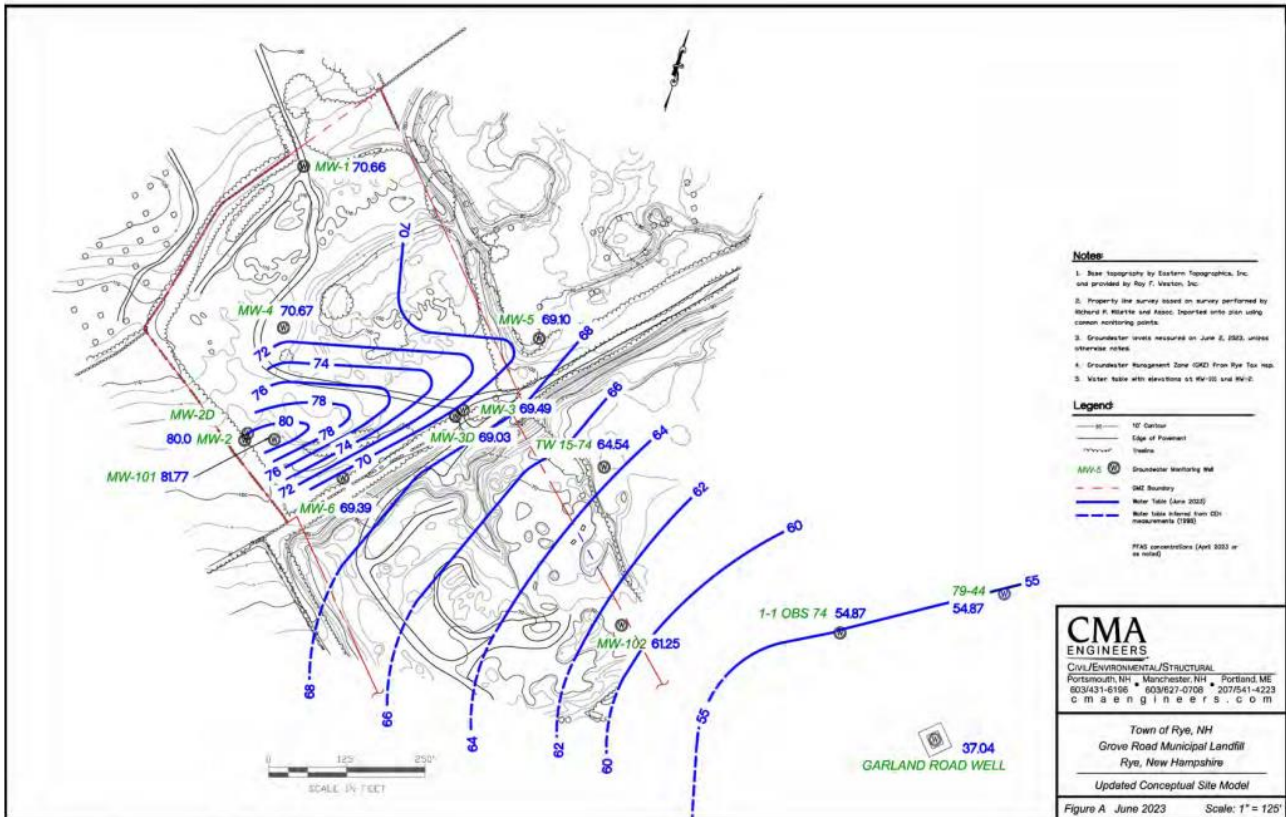 MW-1 70.66
70
MW-4 70.67
MW-5 69.10
68
72
74
66
76
78
64
MW-2D
80
MW-3 69.49
80.0 MW-2
78
MW-3D 69.03
TW 15-74 64.54
74
76
70
62
MW-101 81.77
72
MW-6 69.39
60
79-44
55
1-1 OBS 74 54.87
54.87
MW-102 61.25
68
66
55
64
62
60
37.04
GARLAND ROAD WELL
0 125' 250'
SCALE IN FEET
Notes:
1. Base topography by Eastern Topographics, Inc.
and provided by Roy F. Weston, Inc.
2. Property line survey based on survey performed by
Richard P. Millette and Assoc. Imported onto plan using
common monitoring points.
3. Groundwater levels measured on June 2, 2023, unless
otherwise noted.
4. Groundwater Management Zone (GMZ) from Rye Tax map.
5. Water table with elevations at MW-101 and MW-2:
Legend:
10' Contour
Edge of Pavement
Treeline
MW-5 Groundwater Monitoring Well
GMZ Boundary
Water Table (June 2023)
Water table inferred from CDM
measurements (1998)
PFAS concentrations (April 2023 or
as noted)
CMA
ENGINEERS
CIVIL/ENVIRONMENTAL/STRUCTURAL
Portsmouth, NH • Manchester, NH • Portland, ME
603/431-6196 603/627-0708 207/541-4223
cmaengineers.com
Town of Rye, NH
Grove Road Municipal Landfill
Rye, New Hampshire
Updated Conceptual Site Model
Figure A June 2023 Scale: 1" = 125'